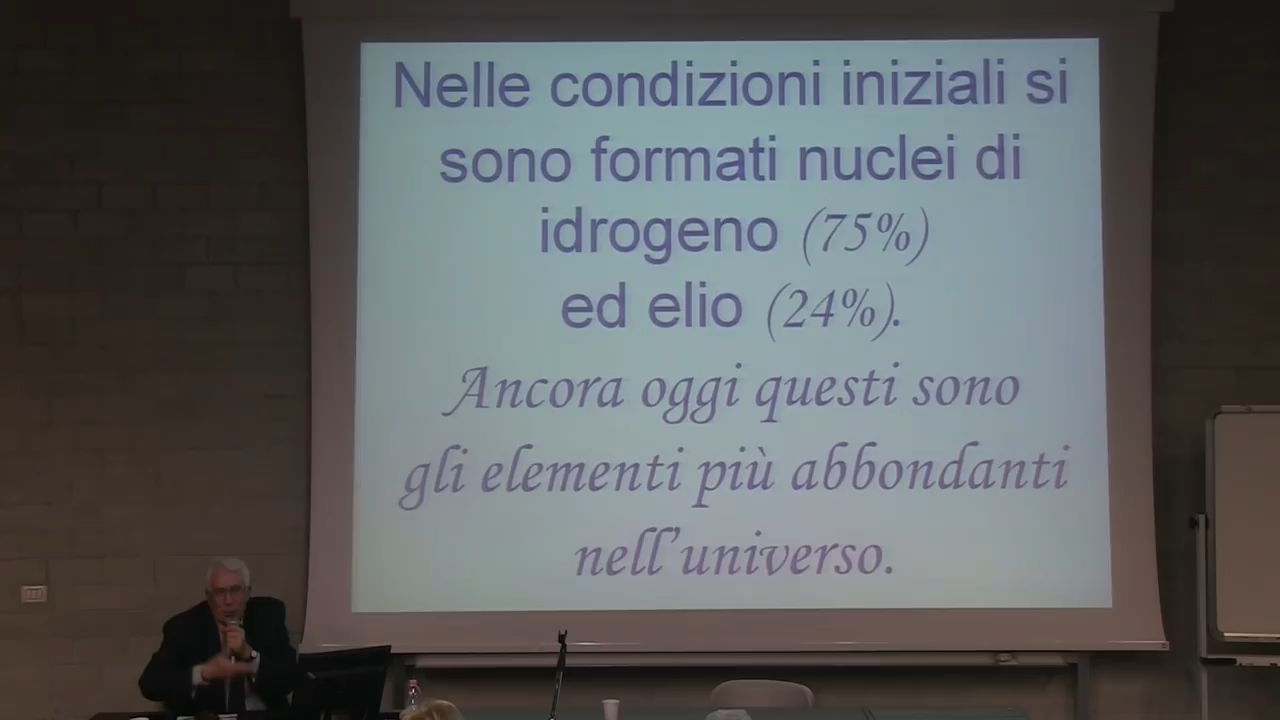 Nelle condizioni iniziali si
sono formati nuclei di
idrogeno (75%)
ed elio (24%).
Ancora oggi questi sono
gli elementi più abbondanti
nell'universo.